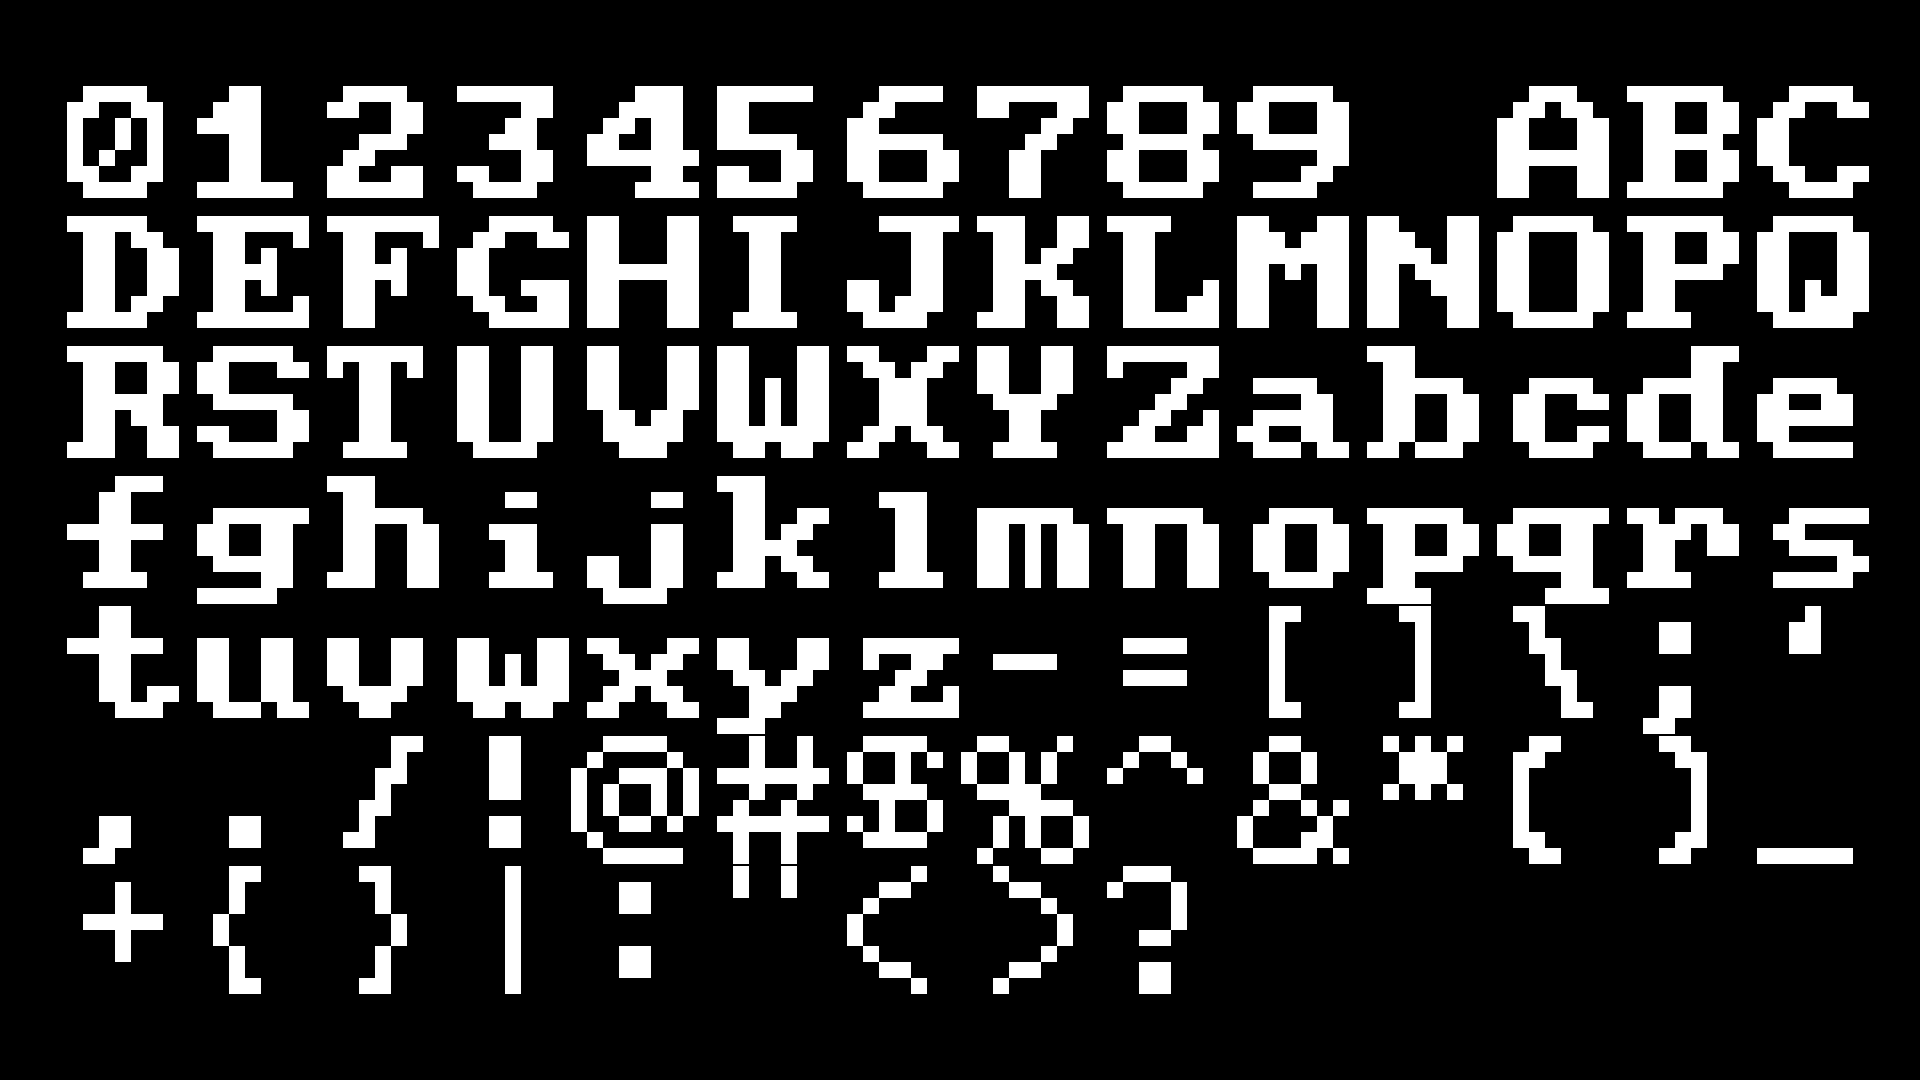 0123456789 ABC
DEFGHIJKLMNOPQ
RSTUVWXYZabcde
fghijklmnopqrs
tuvwxyz-=[]\;'
,./!@#$%^&*()_
+{}|:"<>?